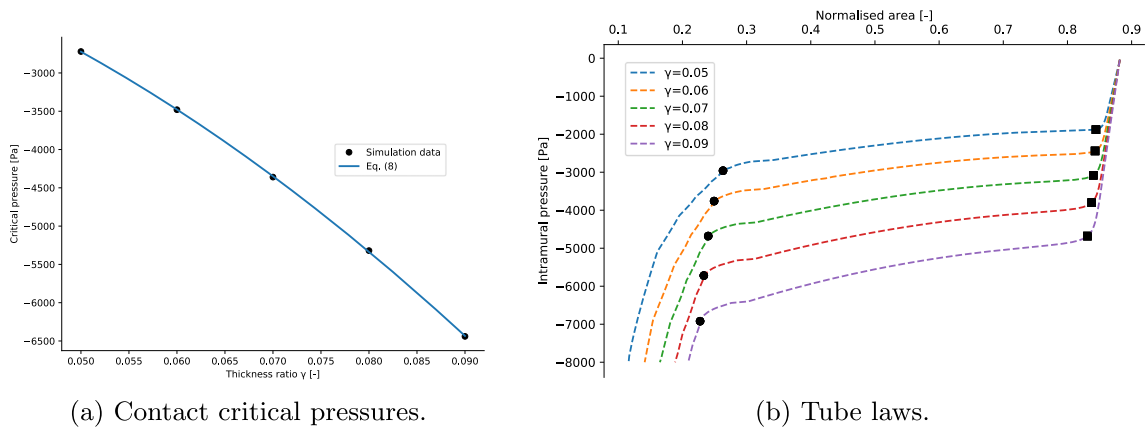 −3000
−3500
−4000
−4500
−5000
−5500
−6000
−6500
Critical pressure [Pa]
Simulation data
Eq. (8)
0.050 0.055 0.060 0.065 0.070 0.075 0.080 0.085 0.090
Thickness ratio γ [-]
(a) Contact critical pressures.
Normalised area [-]
0.1 0.2 0.3 0.4 0.5 0.6 0.7 0.8 0.9
0
−1000
−2000
−3000
−4000
−5000
−6000
−7000
−8000
Intramural pressure [Pa]
γ=0.05
γ=0.06
γ=0.07
γ=0.08
γ=0.09
(b) Tube laws.